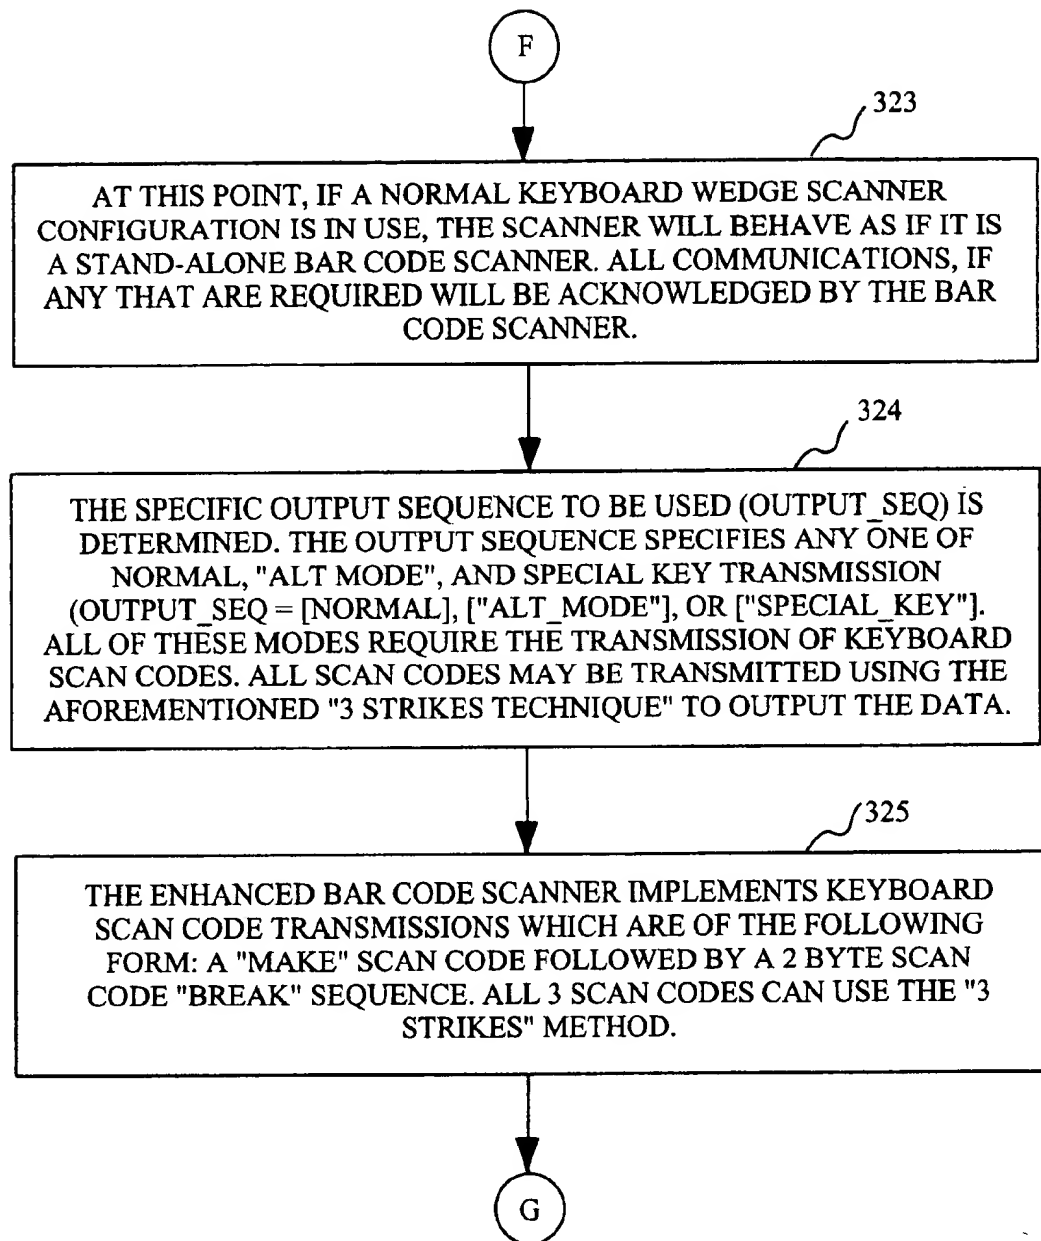 F
323
AT THIS POINT, IF A NORMAL KEYBOARD WEDGE SCANNER
CONFIGURATION IS IN USE, THE SCANNER WILL BEHAVE AS IF IT IS
A STAND-ALONE BAR CODE SCANNER. ALL COMMUNICATIONS, IF
ANY THAT ARE REQUIRED WILL BE ACKNOWLEDGED BY THE BAR
CODE SCANNER.
324
THE SPECIFIC OUTPUT SEQUENCE TO BE USED (OUTPUT_SEQ) IS
DETERMINED. THE OUTPUT SEQUENCE SPECIFIES ANY ONE OF
NORMAL, "ALT MODE", AND SPECIAL KEY TRANSMISSION
(OUTPUT_SEQ = [NORMAL], ["ALT_MODE"], OR ["SPECIAL_KEY"].
ALL OF THESE MODES REQUIRE THE TRANSMISSION OF KEYBOARD
SCAN CODES. ALL SCAN CODES MAY BE TRANSMITTED USING THE
AFOREMENTIONED "3 STRIKES TECHNIQUE" TO OUTPUT THE DATA.
325
THE ENHANCED BAR CODE SCANNER IMPLEMENTS KEYBOARD
SCAN CODE TRANSMISSIONS WHICH ARE OF THE FOLLOWING
FORM: A "MAKE" SCAN CODE FOLLOWED BY A 2 BYTE SCAN
CODE "BREAK" SEQUENCE. ALL 3 SCAN CODES CAN USE THE "3
STRIKES" METHOD.
G